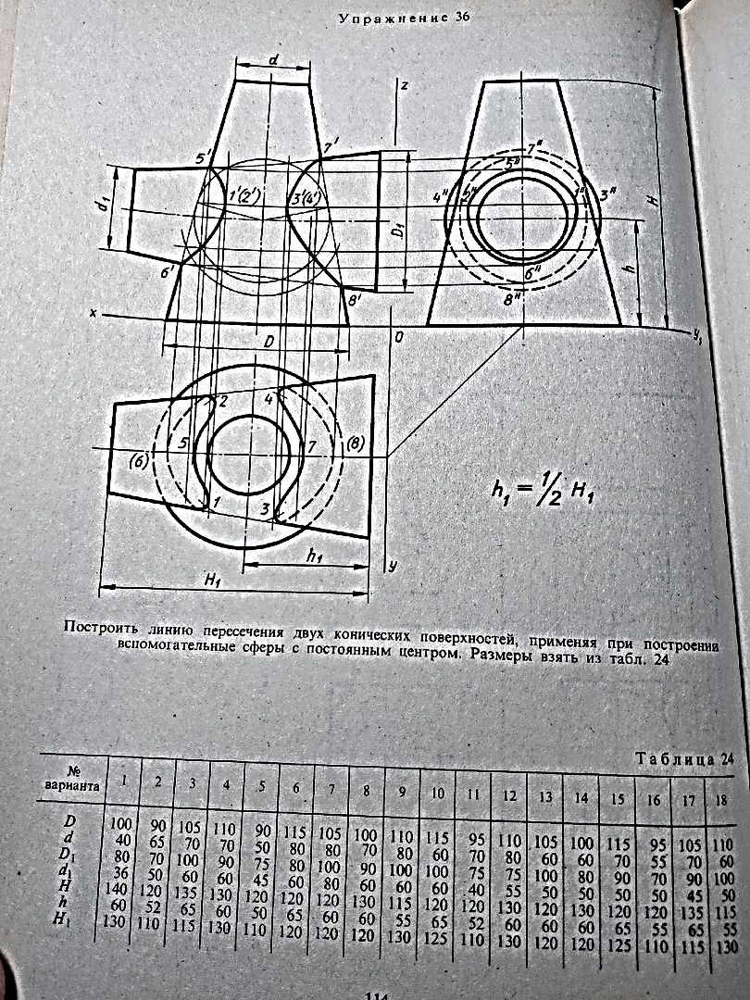 Упражнение 36
d
z
5'
7'
7"
5"
d₁
1'(2')
3'(4')
D₁
4"
3"
H
h
6'
8'
6"
8"
x
D
0
y₁
2
4
5
7
(6)
(8)
1
3
h₁
y
H₁
h₁ = 1/2 H₁
Построить линию пересечения двух конических поверхностей, применяя при построении
вспомогательные сферы с постоянным центром. Размеры взять из табл. 24
Таблица 24
№ варианта 1 2 3 4 5 6 7 8 9 10 11 12 13 14 15 16 17 18
D 100 90 105 110 90 115 105 100 110 115 95 110 105 100 115 95 105 110
d 40 65 70 70 50 80 80 70 80 60 70 80 60 60 70 55 70 60
D₁ 80 70 100 90 75 80 100 90 100 100 75 75 100 80 90 70 90 100
d₁ 36 50 60 60 45 60 80 60 60 60 40 55 50 50 50 50 45 50
H 140 120 135 130 120 120 120 130 115 120 120 130 120 130 120 120 135 115
h 60 52 65 60 50 65 60 60 55 65 52 60 60 60 65 55 65 55
H₁ 130 110 115 130 110 120 120 120 130 125 110 130 120 120 125 110 115 130
114